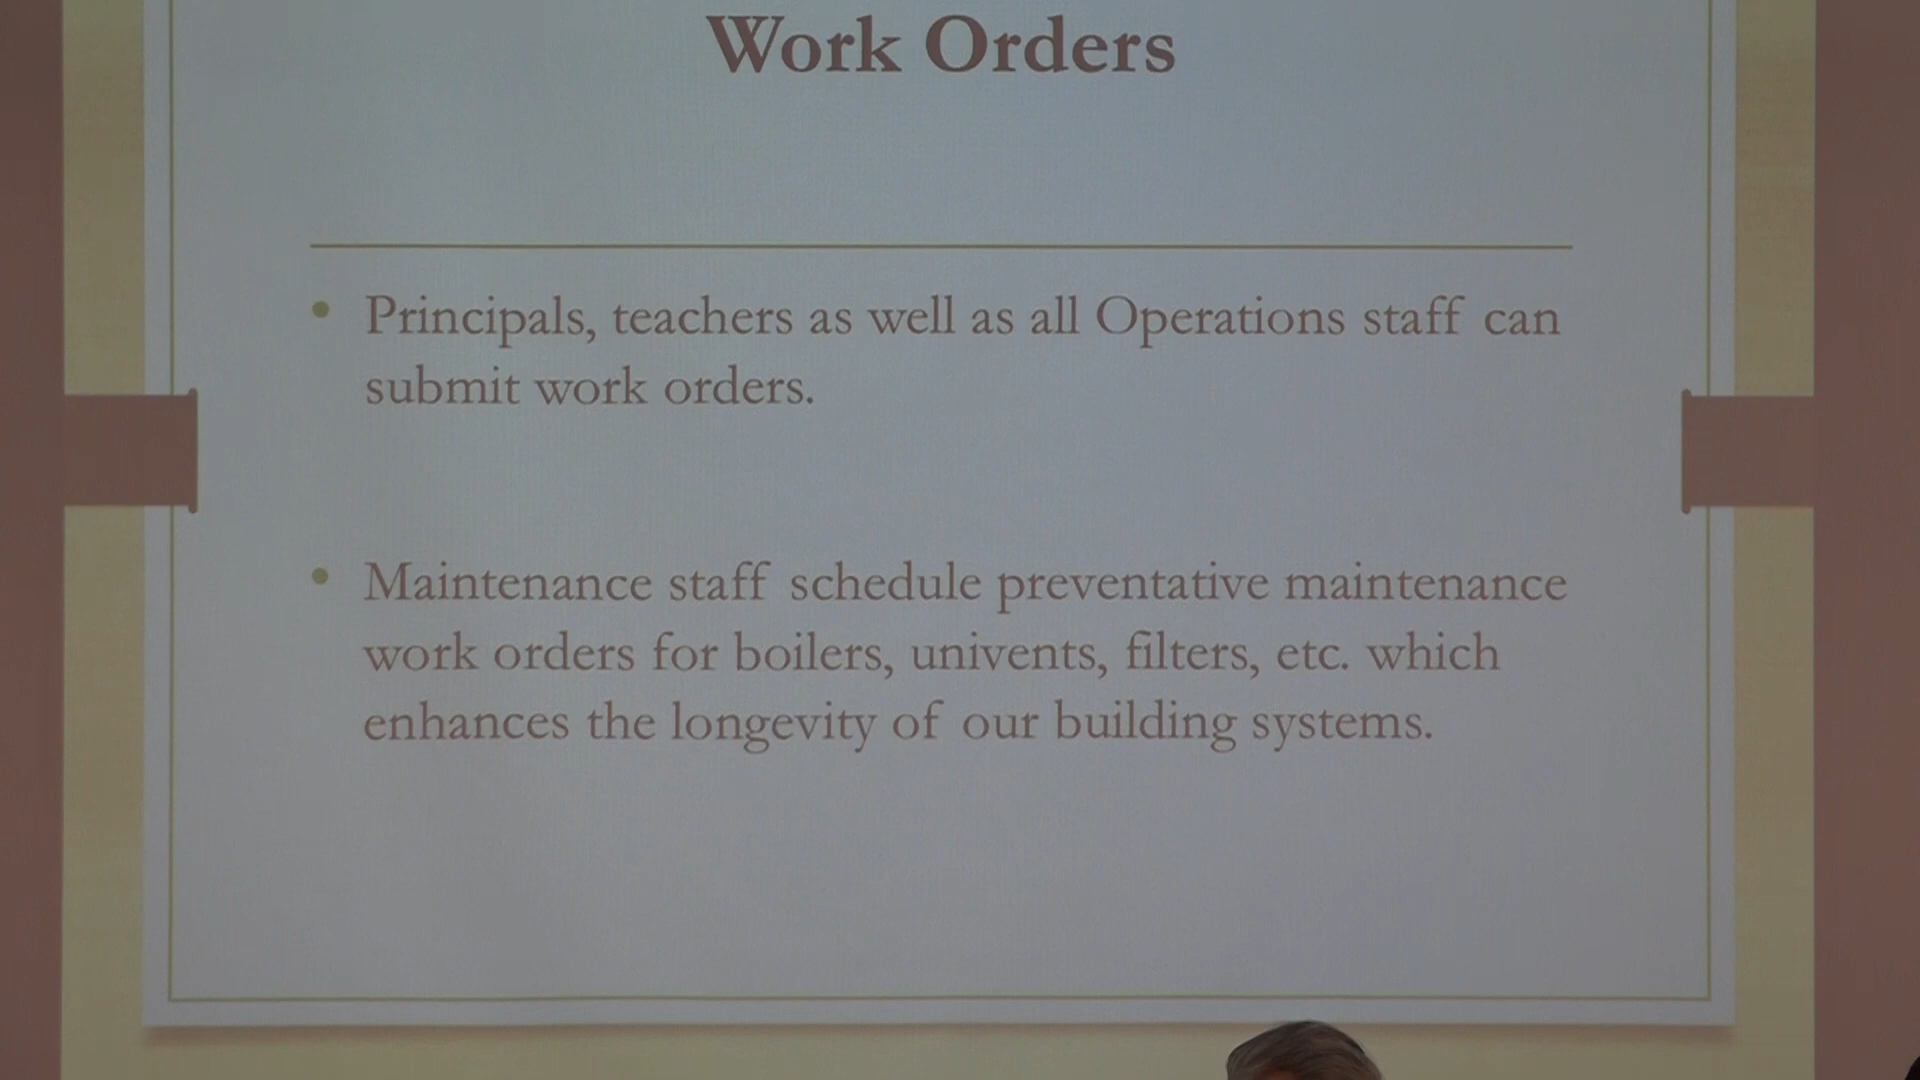 Work Orders
• Principals, teachers as well as all Operations staff can
submit work orders.
• Maintenance staff schedule preventative maintenance
work orders for boilers, univents, filters, etc. which
enhances the longevity of our building systems.